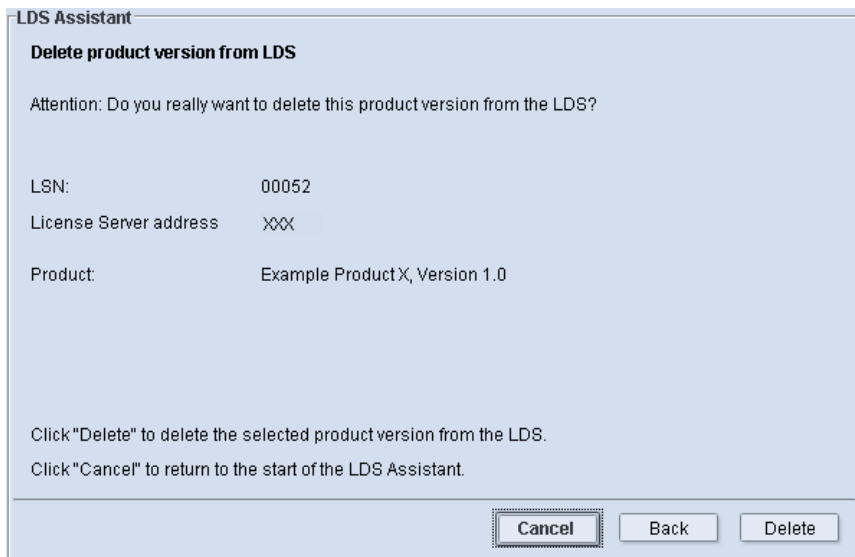 LDS Assistant
Delete product version from LDS
Attention: Do you really want to delete this product version from the LDS?
LSN: 00052
License Server address XXX
Product: Example Product X, Version 1.0
Click "Delete" to delete the selected product version from the LDS.
Click "Cancel" to return to the start of the LDS Assistant.
Cancel Back Delete